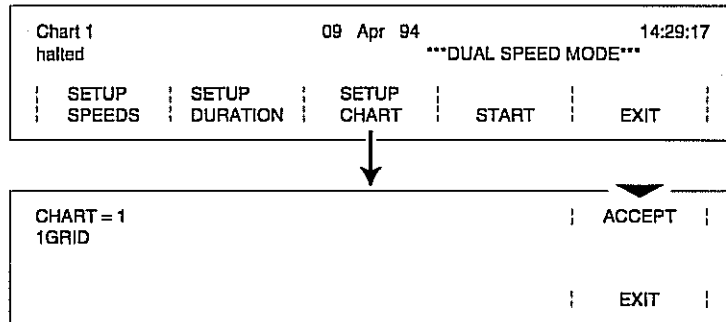 Chart 1 09 Apr 94 14:29:17
halted ***DUAL SPEED MODE***
SETUP SETUP SETUP
SPEEDS DURATION CHART START EXIT
CHART = 1 ACCEPT
1GRID
EXIT